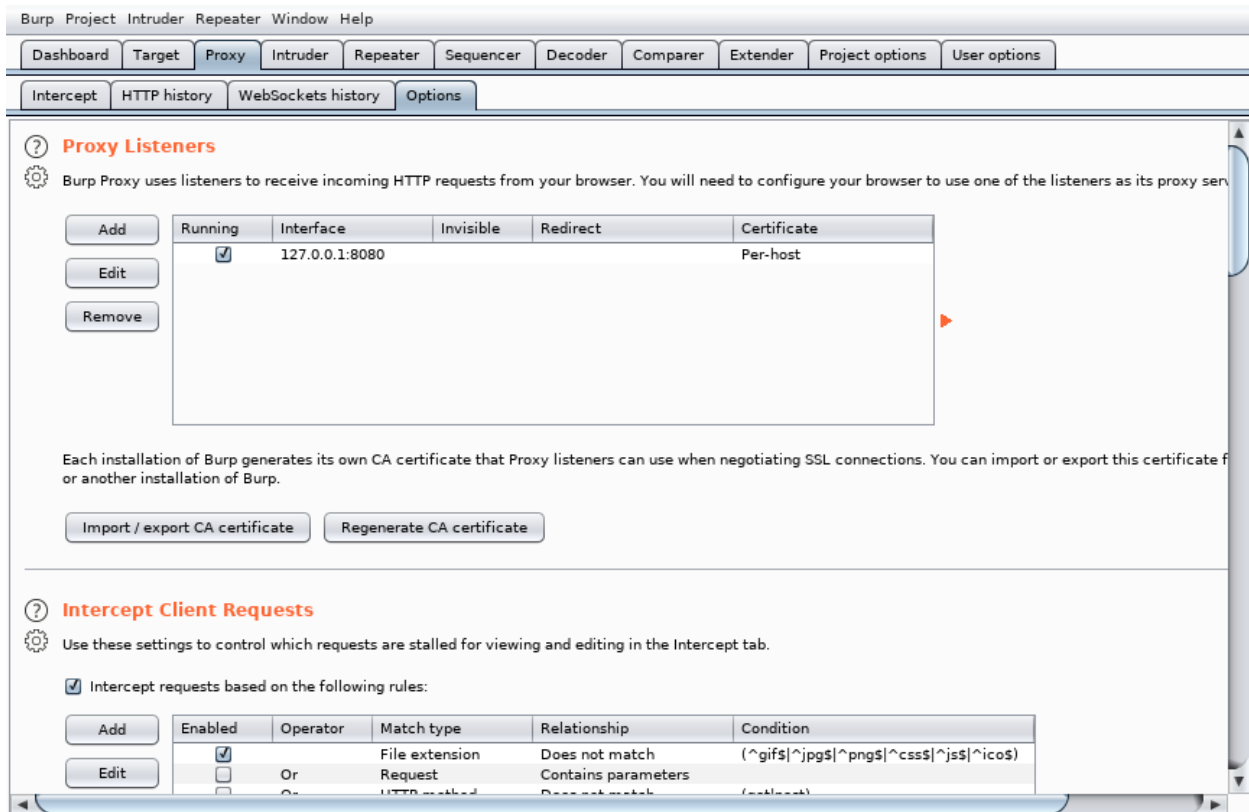 Burp Project Intruder Repeater Window Help
Dashboard Target Proxy Intruder Repeater Sequencer Decoder Comparer Extender Project options User options
Intercept HTTP history WebSockets history Options
? Proxy Listeners
Burp Proxy uses listeners to receive incoming HTTP requests from your browser. You will need to configure your browser to use one of the listeners as its proxy serv
Add Running Interface Invisible Redirect Certificate
127.0.0.1:8080 Per-host
Edit
Remove
Each installation of Burp generates its own CA certificate that Proxy listeners can use when negotiating SSL connections. You can import or export this certificate f
or another installation of Burp.
Import / export CA certificate Regenerate CA certificate
? Intercept Client Requests
Use these settings to control which requests are stalled for viewing and editing in the Intercept tab.
Intercept requests based on the following rules:
Add Enabled Operator Match type Relationship Condition
File extension Does not match (^gif$|^jpg$|^png$|^css$|^js$|^ico$)
Edit Or Request Contains parameters
Or HTTP method Does not match (get|post)